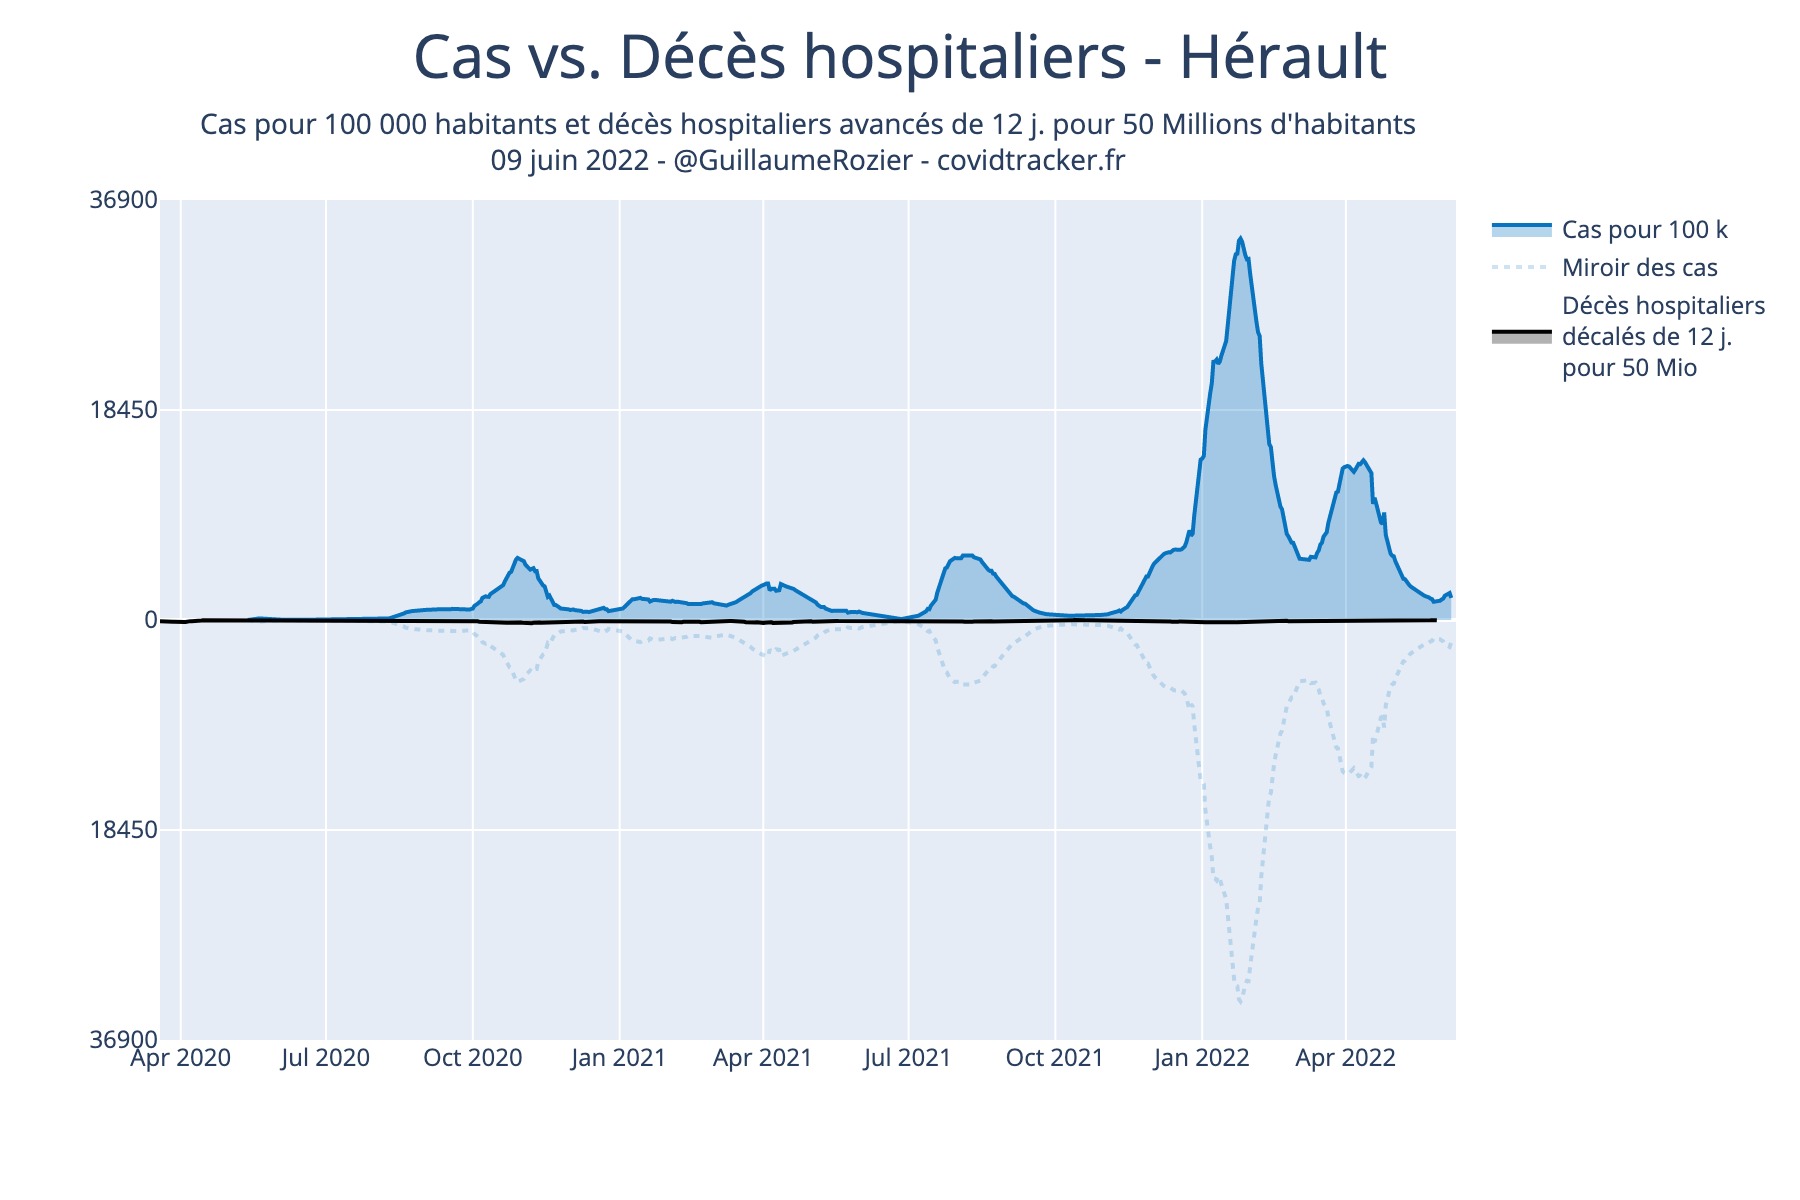 Cas vs. Décès hospitaliers - Hérault
Cas pour 100 000 habitants et décès hospitaliers avancés de 12 j. pour 50 Millions d'habitants
09 juin 2022 - @GuillaumeRozier - covidtracker.fr
36900
18450
0
18450
36900
Apr 2020
Jul 2020
Oct 2020
Jan 2021
Apr 2021
Jul 2021
Oct 2021
Jan 2022
Apr 2022
Cas pour 100 k
Miroir des cas
Décès hospitaliers
décalés de 12 j.
pour 50 Mio